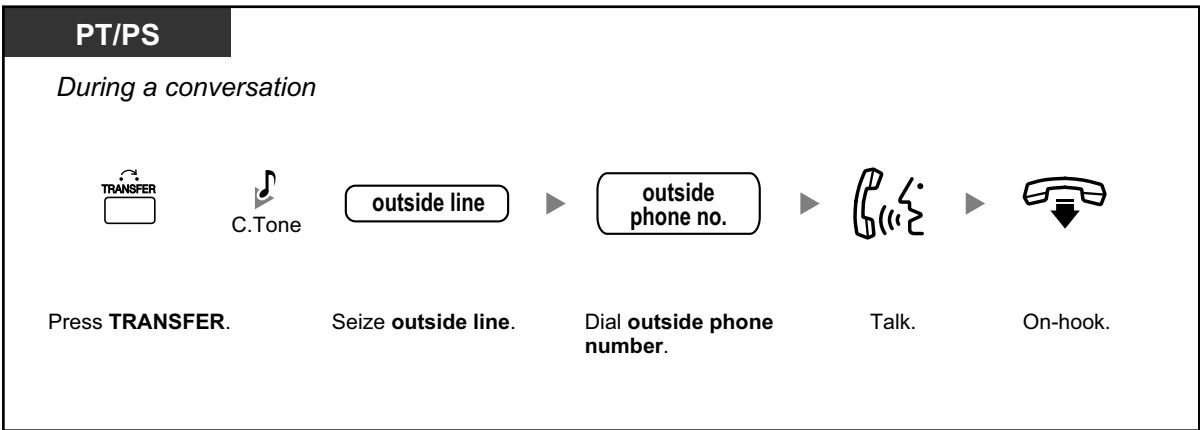 PT/PS
During a conversation
TRANSFER
C.Tone
outside line
outside
phone no.
Press TRANSFER.
Seize outside line.
Dial outside phone
number.
Talk.
On-hook.